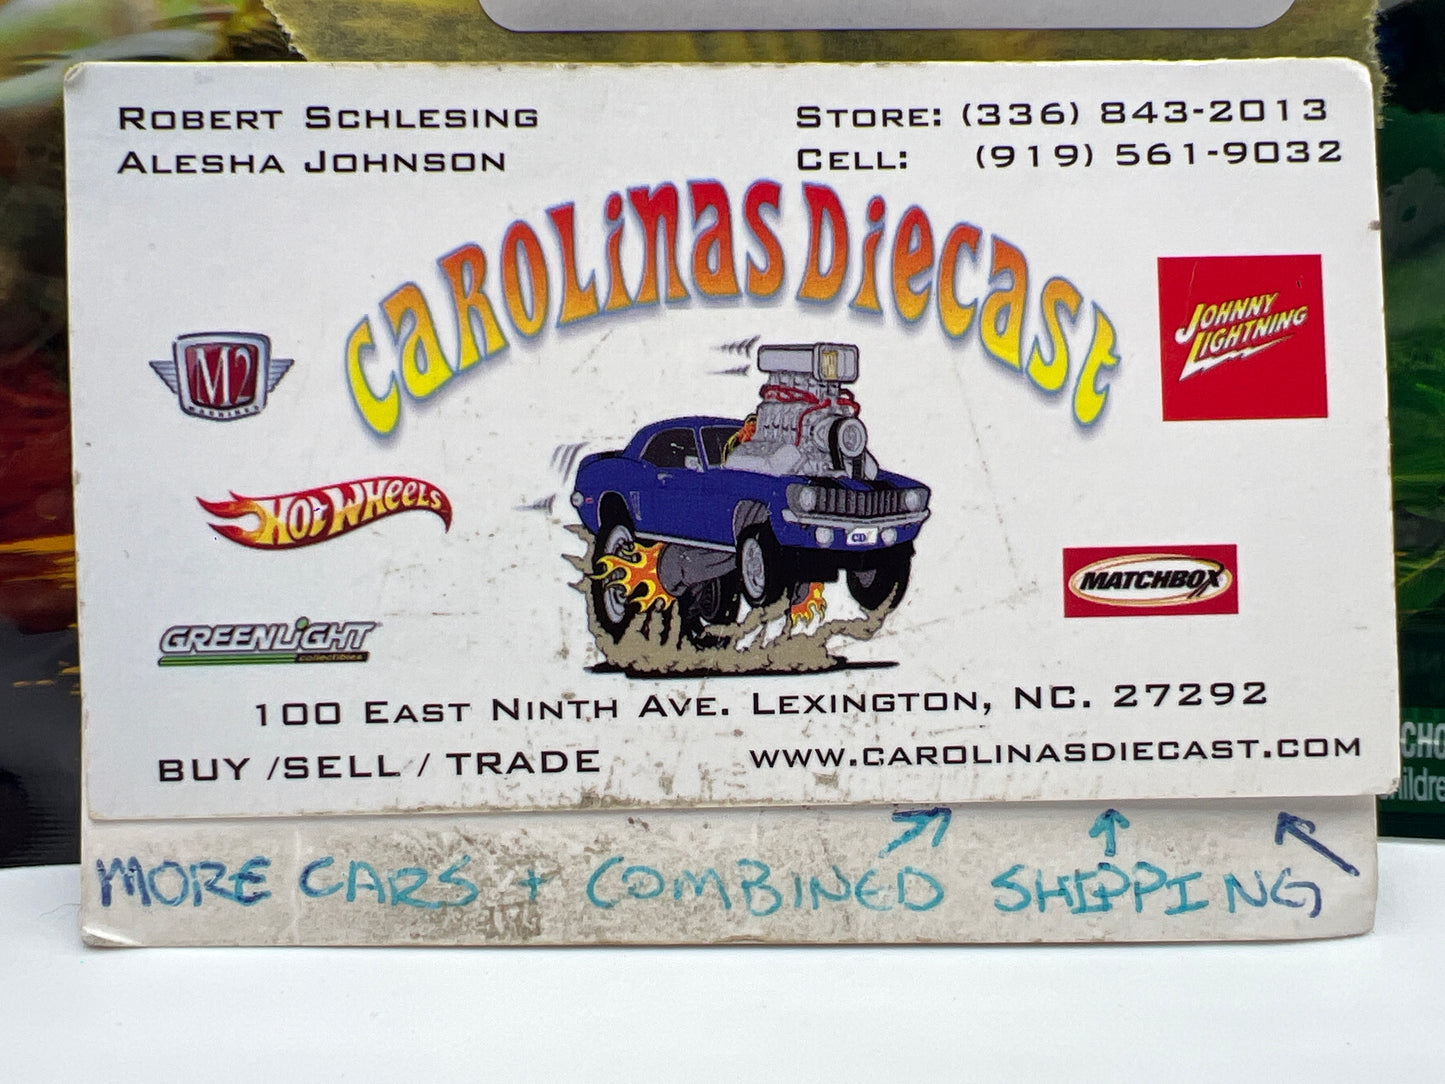 ROBERT SCHLESING
ALESHA JOHNSON
STORE: (336) 843-2013
CELL: (919) 561-9032
CAROLINAS DIECAST
M2
MACHINES
JOHNNY
LIGHTNING
HOT WHEELS
CD
MATCHBOX
GREENLIGHT
collectibles
100 EAST NINTH AVE. LEXINGTON, NC. 27292
BUY /SELL / TRADE
WWW.CAROLINASDIECAST.COM
MORE CARS + COMBINED SHIPPING